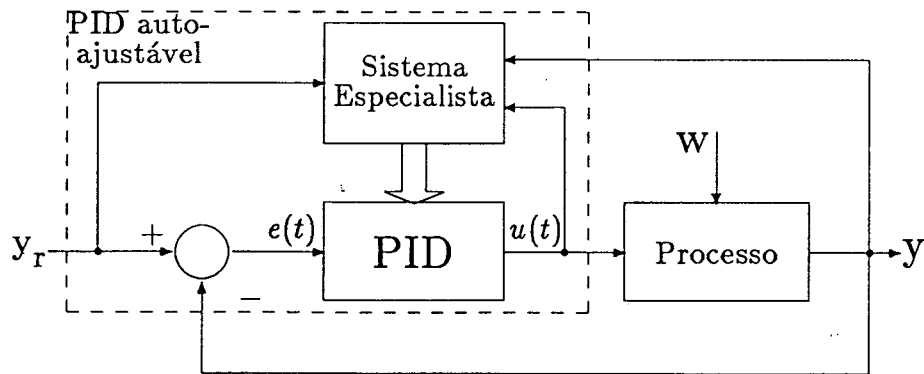 PID auto-
ajustável
Sistema
Especialista
w
y_r
+
e(t)
PID
u(t)
Processo
y
−